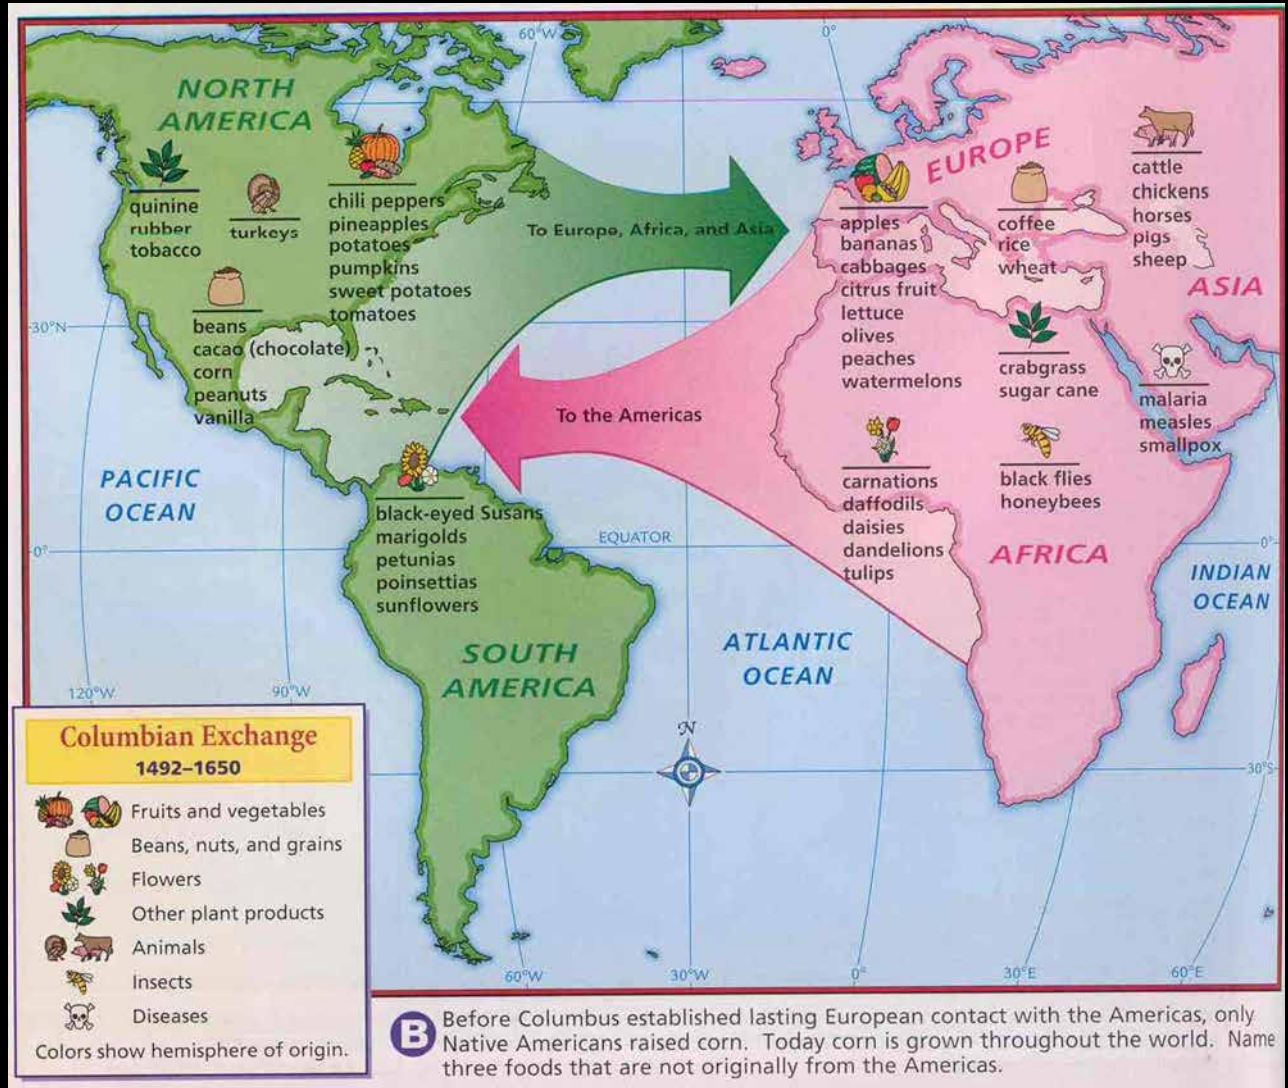 60°W
0°
NORTH
AMERICA
quinine
rubber
tobacco
turkeys
chili peppers
pineapples
potatoes
pumpkins
sweet potatoes
tomatoes
beans
cacao (chocolate)
corn
peanuts
vanilla
To Europe, Africa, and Asia
EUROPE
apples
bananas
cabbages
citrus fruit
lettuce
olives
peaches
watermelons
coffee
rice
wheat
cattle
chickens
horses
pigs
sheep
ASIA
30°N
crabgrass
sugar cane
malaria
measles
smallpox
To the Americas
PACIFIC
OCEAN
black-eyed Susans
marigolds
petunias
poinsettias
sunflowers
carnations
daffodils
daisies
dandelions
tulips
black flies
honeybees
0°
EQUATOR
AFRICA
0°
INDIAN
OCEAN
SOUTH
AMERICA
ATLANTIC
OCEAN
120°W
90°W
N
30°S
60°W
30°W
0°
30°E
60°E
Columbian Exchange
1492–1650
Fruits and vegetables
Beans, nuts, and grains
Flowers
Other plant products
Animals
Insects
Diseases
Colors show hemisphere of origin.
B
Before Columbus established lasting European contact with the Americas, only
Native Americans raised corn. Today corn is grown throughout the world. Name
three foods that are not originally from the Americas.